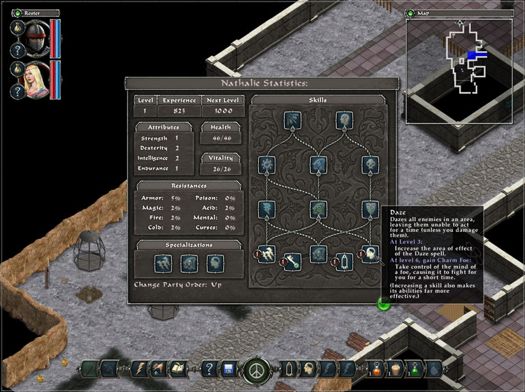 Roster
Map
Nathalie Statistics:
Level
Experience
Next Level
1
823
1000
Attributes
Health
Strength 1
66/66
Dexterity 2
Intelligence 2
Vitality
Endurance 1
26/26
Resistances
Armor: 5%
Poison: 0%
Magic: 2%
Acid: 2%
Fire: 2%
Mental: 0%
Cold: 2%
Curses: 0%
Specializations
Change Party Order: Up
Skills
Daze
Dazes all enemies in an area,
leaving them unable to act
for a time (unless you damage
them).
At Level 3:
Increase the area of effect
of the Daze spell.
At level 6, gain Charm Foe:
Take control of the mind of
a foe, causing it to fight for
you for a short time.
(Increasing a skill also makes
its abilities far more
effective.)